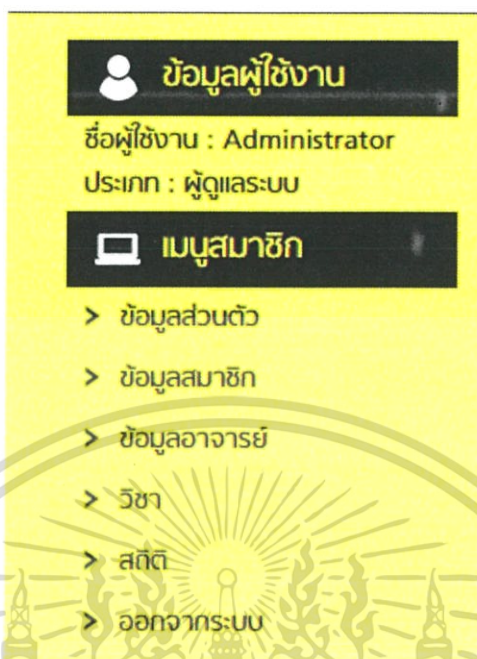 ข้อมูลผู้ใช้งาน
ชื่อผู้ใช้งาน : Administrator
ประเภท : ผู้ดูแลระบบ
เมนูสมาชิก
> ข้อมูลส่วนตัว
> ข้อมูลสมาชิก
> ข้อมูลอาจารย์
> วิชา
> สถิติ
> ออกจากระบบ